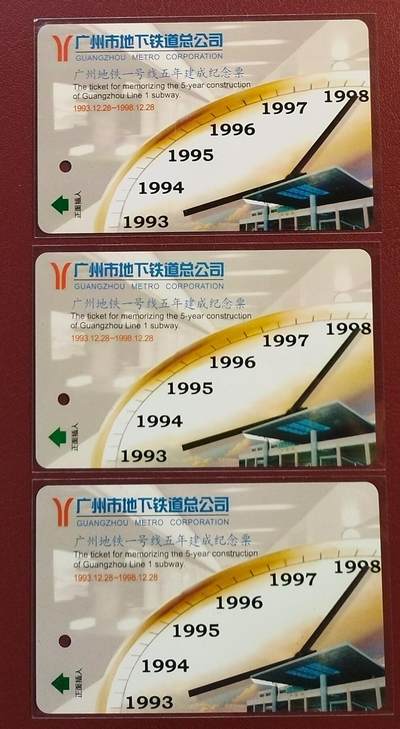 广州市地下铁道总公司
GUANGZHOU METRO CORPORATION
广州地铁一号线五年建成纪念票
The ticket for memorizing the 5-year construction
of Guangzhou Line 1 subway.
1993.12.28~1998.12.28
1998
1997
1996
1995
1994
1993
正面插入
广州市地下铁道总公司
GUANGZHOU METRO CORPORATION
广州地铁一号线五年建成纪念票
The ticket for memorizing the 5-year construction
of Guangzhou Line 1 subway.
1993.12.28~1998.12.28
1998
1997
1996
1995
1994
1993
正面插入
广州市地下铁道总公司
GUANGZHOU METRO CORPORATION
广州地铁一号线五年建成纪念票
The ticket for memorizing the 5-year construction
of Guangzhou Line 1 subway.
1993.12.28~1998.12.28
1998
1997
1996
1995
1994
1993
正面插入